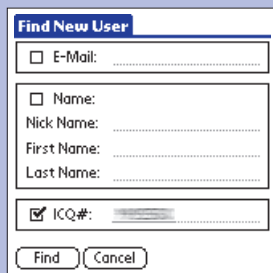 Find New User
E-Mail:
Name:
Nick Name:
First Name:
Last Name:
ICQ#:
Find Cancel